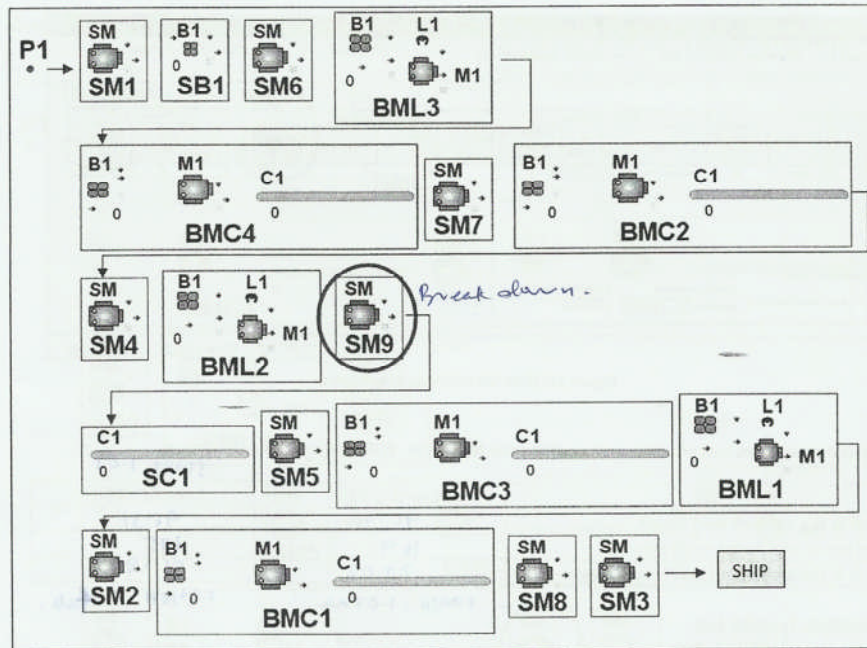 P1
SM
SM1
B1
0
SB1
SM
SM6
B1
L1
0
M1
BML3
B1
M1
C1
0
0
BMC4
SM
SM7
B1
M1
C1
0
0
BMC2
SM
SM4
B1
L1
0
M1
BML2
SM
SM9
Break down.
C1
0
SC1
SM
SM5
B1
M1
C1
0
0
BMC3
B1
L1
0
M1
BML1
SM
SM2
B1
M1
C1
0
0
BMC1
SM
SM8
SM
SM3
SHIP